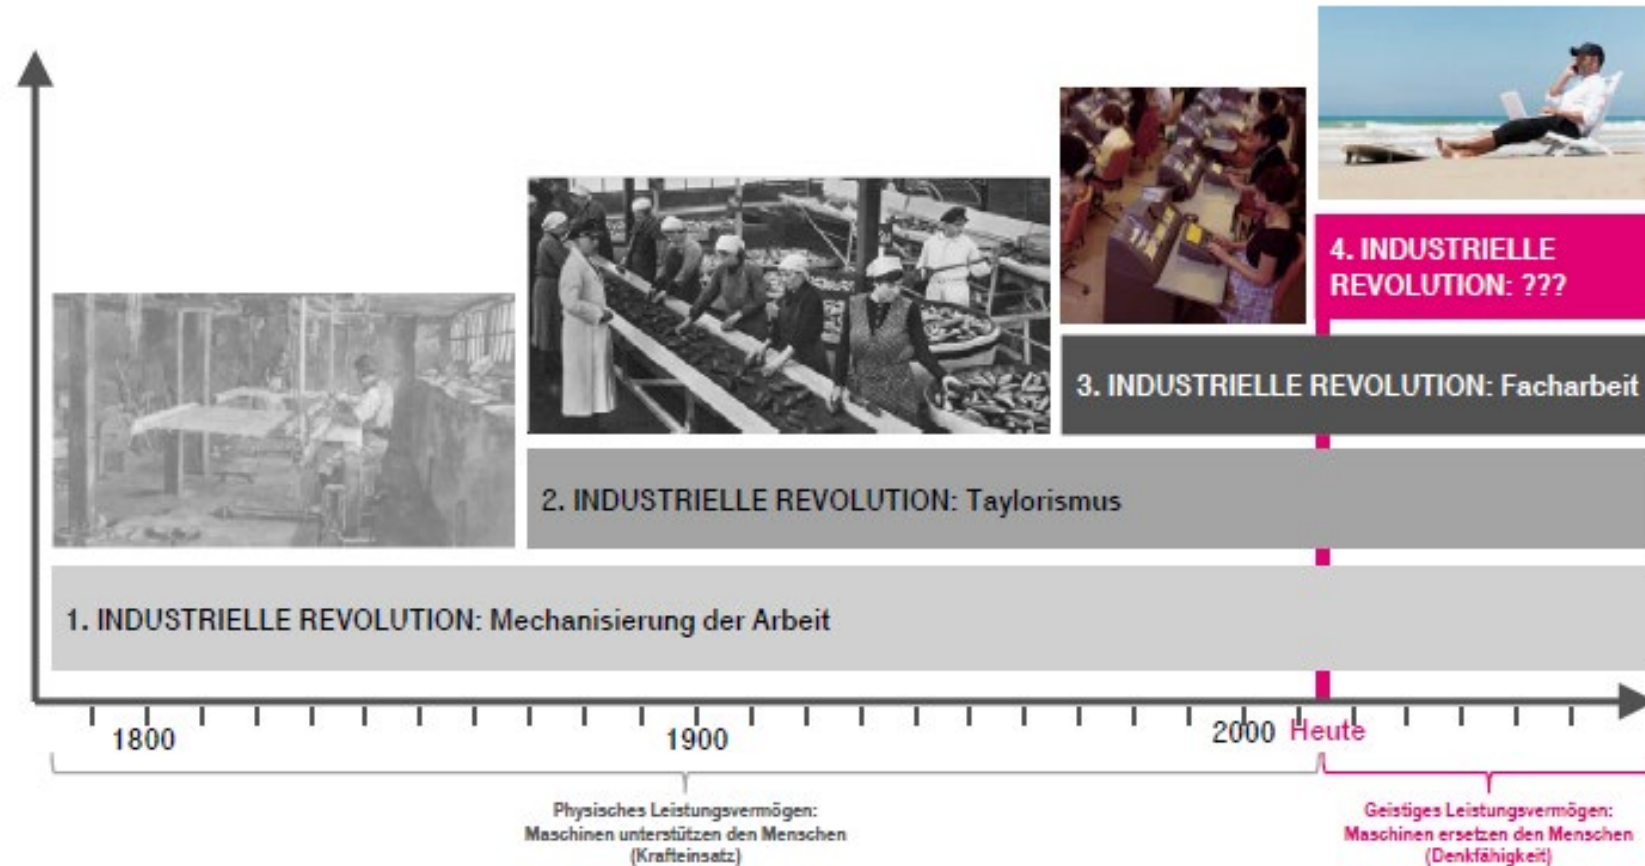 4. INDUSTRIELLE
REVOLUTION: ???
3. INDUSTRIELLE REVOLUTION: Facharbeit
2. INDUSTRIELLE REVOLUTION: Taylorismus
1. INDUSTRIELLE REVOLUTION: Mechanisierung der Arbeit
1800
1900
2000
Heute
Physisches Leistungsvermögen:
Maschinen unterstützen den Menschen
(Krafteinsatz)
Geistiges Leistungsvermögen:
Maschinen ersetzen den Menschen
(Denkfähigkeit)